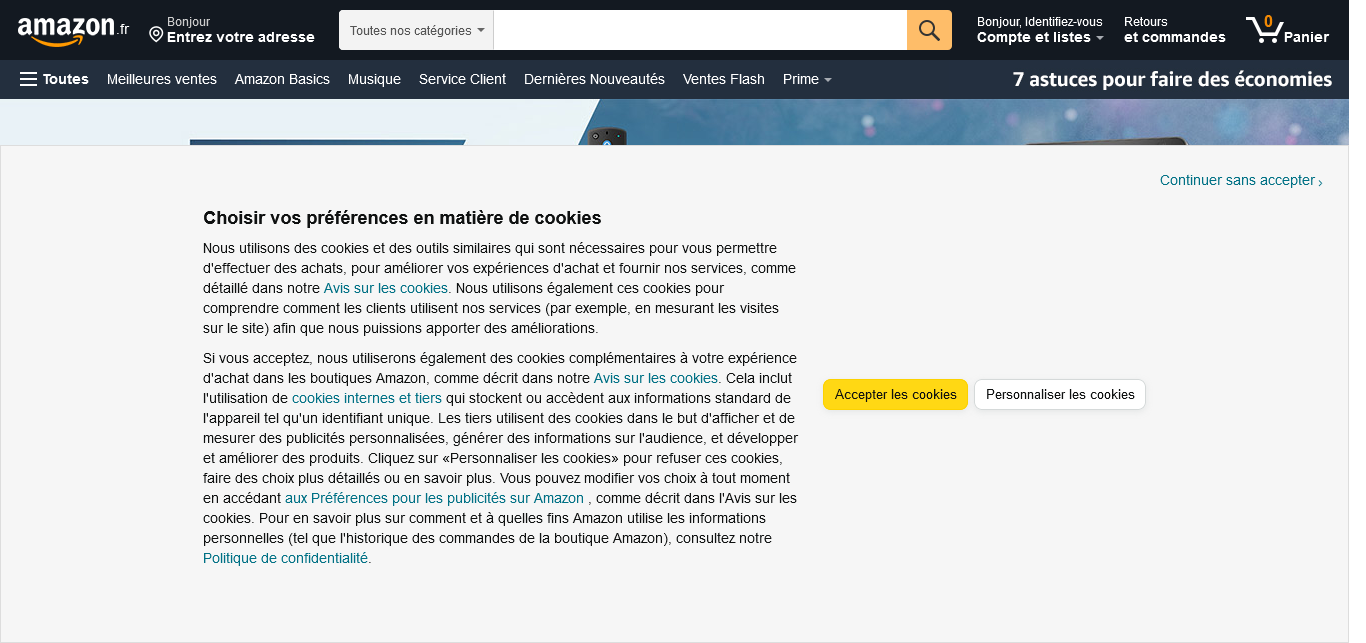 amazon.fr
Bonjour
Entrez votre adresse
Toutes nos catégories
Bonjour, Identifiez-vous
Compte et listes
Retours
et commandes
0
Panier
Toutes
Meilleures ventes
Amazon Basics
Musique
Service Client
Dernières Nouveautés
Ventes Flash
Prime
7 astuces pour faire des économies
Continuer sans accepter ›
Choisir vos préférences en matière de cookies
Nous utilisons des cookies et des outils similaires qui sont nécessaires pour vous permettre
d'effectuer des achats, pour améliorer vos expériences d'achat et fournir nos services, comme
détaillé dans notre Avis sur les cookies. Nous utilisons également ces cookies pour
comprendre comment les clients utilisent nos services (par exemple, en mesurant les visites
sur le site) afin que nous puissions apporter des améliorations.
Si vous acceptez, nous utiliserons également des cookies complémentaires à votre expérience
d'achat dans les boutiques Amazon, comme décrit dans notre Avis sur les cookies. Cela inclut
l'utilisation de cookies internes et tiers qui stockent ou accèdent aux informations standard de
l'appareil tel qu'un identifiant unique. Les tiers utilisent des cookies dans le but d'afficher et de
mesurer des publicités personnalisées, générer des informations sur l'audience, et développer
et améliorer des produits. Cliquez sur «Personnaliser les cookies» pour refuser ces cookies,
faire des choix plus détaillés ou en savoir plus. Vous pouvez modifier vos choix à tout moment
en accédant aux Préférences pour les publicités sur Amazon , comme décrit dans l'Avis sur les
cookies. Pour en savoir plus sur comment et à quelles fins Amazon utilise les informations
personnelles (tel que l'historique des commandes de la boutique Amazon), consultez notre
Politique de confidentialité.
Accepter les cookies
Personnaliser les cookies